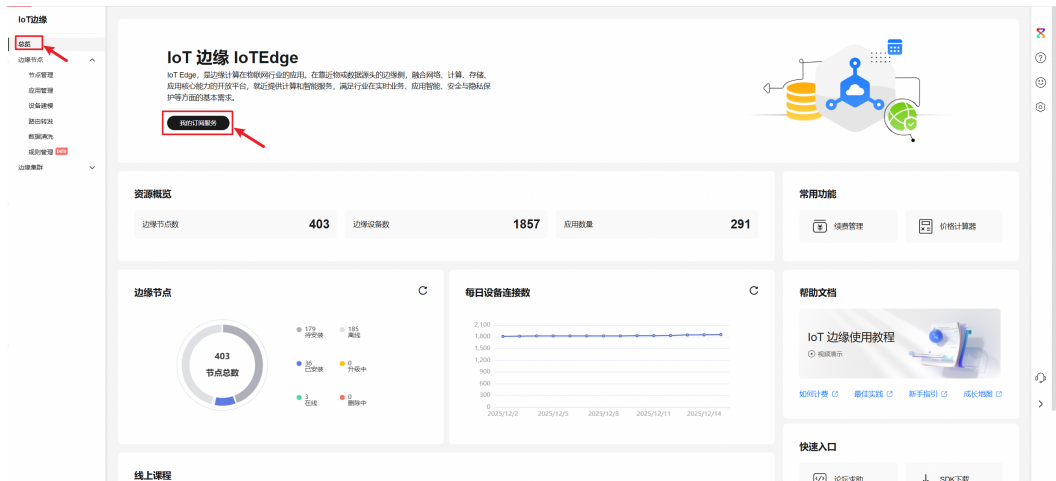 IoT边缘
总览
边缘节点
节点管理
应用管理
设备建模
路由转发
数据清洗
规则管理 beta
边缘集群
IoT 边缘 IoTEdge
IoT Edge，是边缘计算在物联网行业的应用。在靠近物或数据源头的边缘侧，融合网络、计算、存储、
应用核心能力的开放平台，就近提供计算和智能服务，满足行业在实时业务、应用智能、安全与隐私保
护等方面的基本需求。
我的订阅服务
资源概览
边缘节点数 403
边缘设备数 1857
应用数量 291
常用功能
续费管理
价格计算器
边缘节点
403
节点总数
179
待安装
185
离线
36
已安装
0
升级中
3
在线
0
删除中
每日设备连接数
2,100
1,800
1,500
1,200
900
600
300
0
2025/12/2 2025/12/5 2025/12/8 2025/12/11 2025/12/14
帮助文档
IoT 边缘使用教程
视频演示
如何计费 最佳实践 新手指引 成长地图
快速入口
论坛求助
SDK下载
线上课程